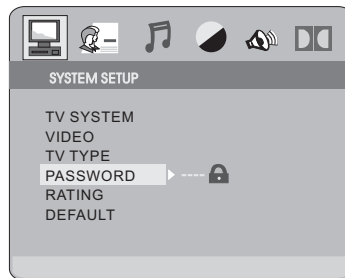 SYSTEM SETUP
TV SYSTEM
VIDEO
TV TYPE
PASSWORD ----
RATING
DEFAULT